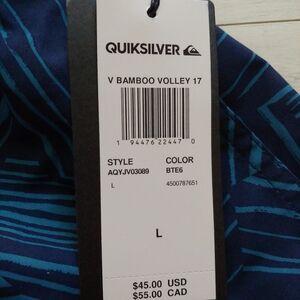 QUIKSILVER
V BAMBOO VOLLEY 17
1 94476 22447 0
STYLE COLOR
AQYJV03089 BTE6
L 4500787651
L
$45.00 USD
$55.00 CAD